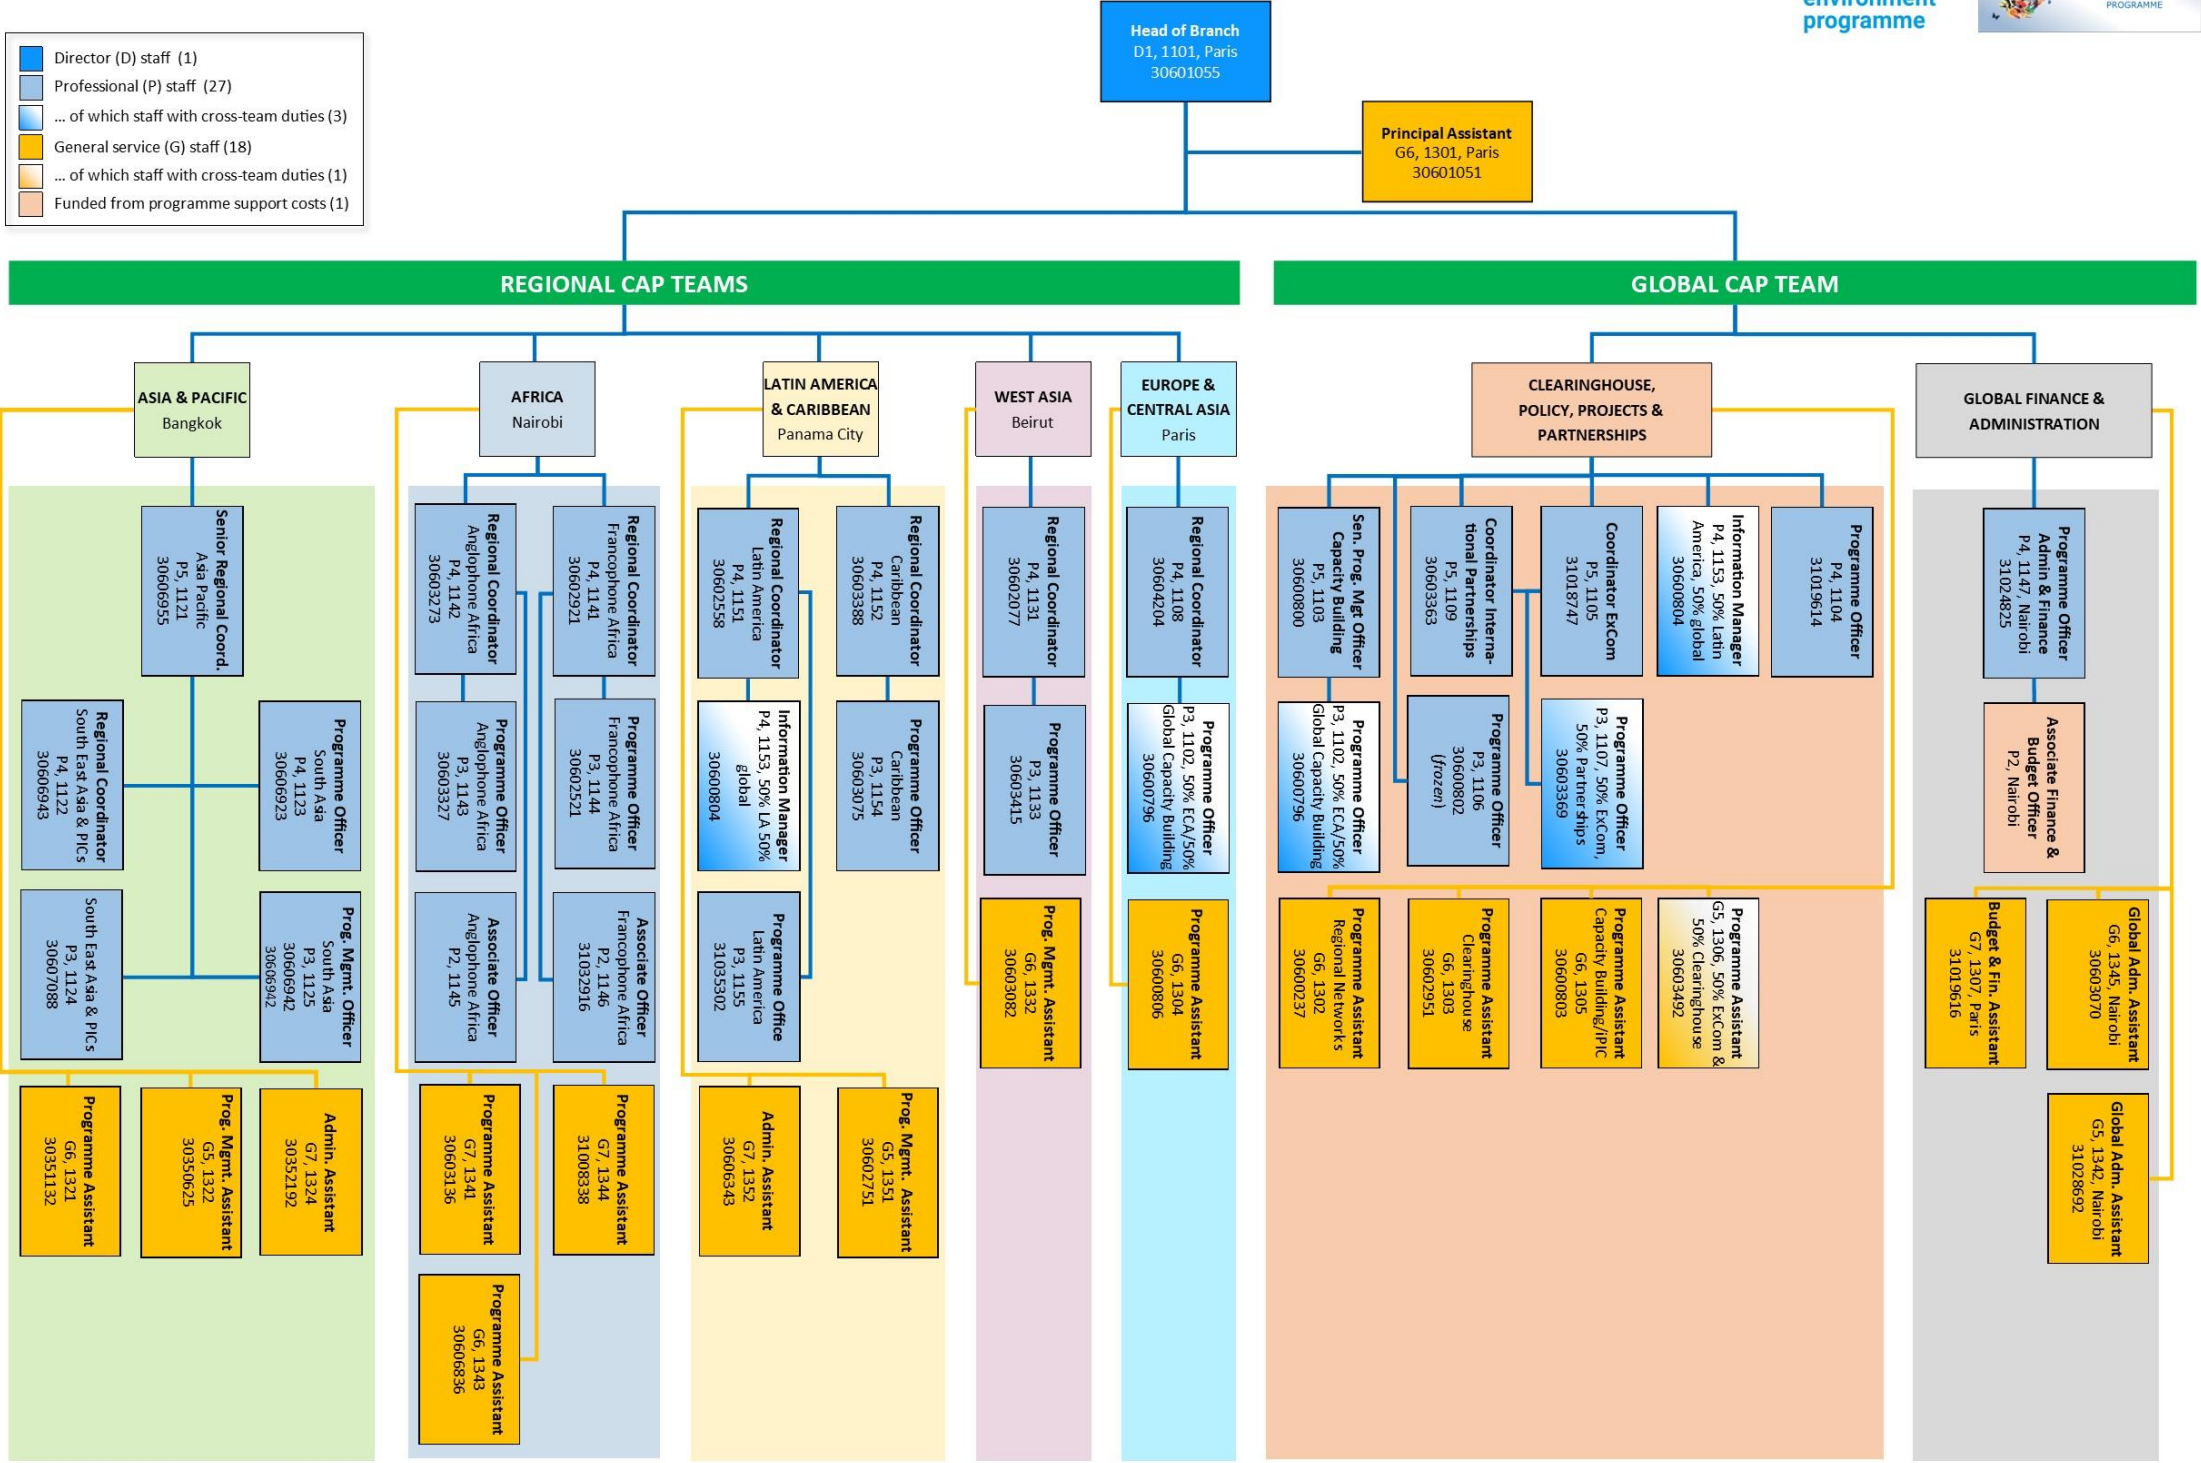 environment
programme
PROGRAMME
Director (D) staff (1)
Professional (P) staff (27)
... of which staff with cross-team duties (3)
General service (G) staff (18)
... of which staff with cross-team duties (1)
Funded from programme support costs (1)
Head of Branch
D1, 1101, Paris
30601055
Principal Assistant
G6, 1301, Paris
30601051
REGIONAL CAP TEAMS
GLOBAL CAP TEAM
ASIA & PACIFIC
Bangkok
AFRICA
Nairobi
LATIN AMERICA
& CARIBBEAN
Panama City
WEST ASIA
Beirut
EUROPE &
CENTRAL ASIA
Paris
CLEARINGHOUSE,
POLICY, PROJECTS &
PARTNERSHIPS
GLOBAL FINANCE &
ADMINISTRATION
Senior Regional Coord.
Asia Pacific
P5, 1121
30606955
Regional Coordinator
South East Asia & PICs
P4, 1122
30606943
Programme Officer
South Asia
P4, 1123
30606923
South East Asia & PICs
P3, 1124
30607088
Prog. Mgmt. Officer
South Asia
P3, 1125
30606942
30606942
Programme Assistant
G6, 1321
30351132
Prog. Mgmt. Assistant
G5, 1322
30350625
Admin. Assistant
G7, 1324
30352192
Regional Coordinator
Anglophone Africa
P4, 1142
30603273
Regional Coordinator
Francophone Africa
P4, 1141
30602921
Programme Officer
Anglophone Africa
P3, 1143
30603327
Programme Officer
Francophone Africa
P3, 1144
30602521
Associate Officer
Anglophone Africa
P2, 1145
Associate Officer
Francophone Africa
P2, 1146
31032916
Programme Assistant
G7, 1341
30603136
Programme Assistant
G7, 1344
31008338
Programme Assistant
G6, 1343
30606836
Regional Coordinator
Latin America
P4, 1151
30602558
Regional Coordinator
Caribbean
P4, 1152
30603388
Information Manager
P4, 1153, 50% LA 50%
global
30600804
Programme Officer
Caribbean
P3, 1154
30603075
Programme Office
Latin America
P3, 1155
31035302
Admin. Assistant
G7, 1352
30606343
Prog. Mgmt. Assistant
G5, 1351
30602751
Regional Coordinator
P4, 1131
30602077
Programme Officer
P3, 1133
30603415
Prog. Mgmt. Assistant
G6, 1332
30603082
Regional Coordinator
P4, 1108
30604204
Programme Officer
P3, 1102, 50% ECA/50%
Global Capacity Building
30600796
Programme Assistant
G6, 1304
30600806
Sen. Prog. Mgt Officer
Capacity Building
P5, 1103
30600800
Coordinator Interna-
tional Partnerships
P5, 1109
30603363
Coordinator ExCom
P5, 1105
31018747
Information Manager
P4, 1153, 50% Latin
America, 50% global
30600804
Programme Officer
P4, 1104
31019614
Programme Officer
P3, 1102, 50% ECA/50%
Global Capacity Building
30600796
Programme Officer
P3, 1106
30600802
(frozen)
Programme Officer
P3, 1107, 50% ExCom,
50% Partnerships
30603369
Programme Assistant
Regional Networks
G6, 1302
30600237
Programme Assistant
Clearinghouse
G6, 1303
30602951
Programme Assistant
Capacity Building/iPIC
G6, 1305
30600803
Programme Assistant
G5, 1306, 50% ExCom &
50% Clearinghouse
30603492
Programme Officer
Admin & Finance
P4, 1147, Nairobi
31024825
Associate Finance &
Budget Officer
P2, Nairobi
Budget & Fin. Assistant
G7, 1307, Paris
31019616
Global Adm. Assistant
G6, 1345, Nairobi
30603070
Global Adm. Assistant
G5, 1342, Nairobi
31028692